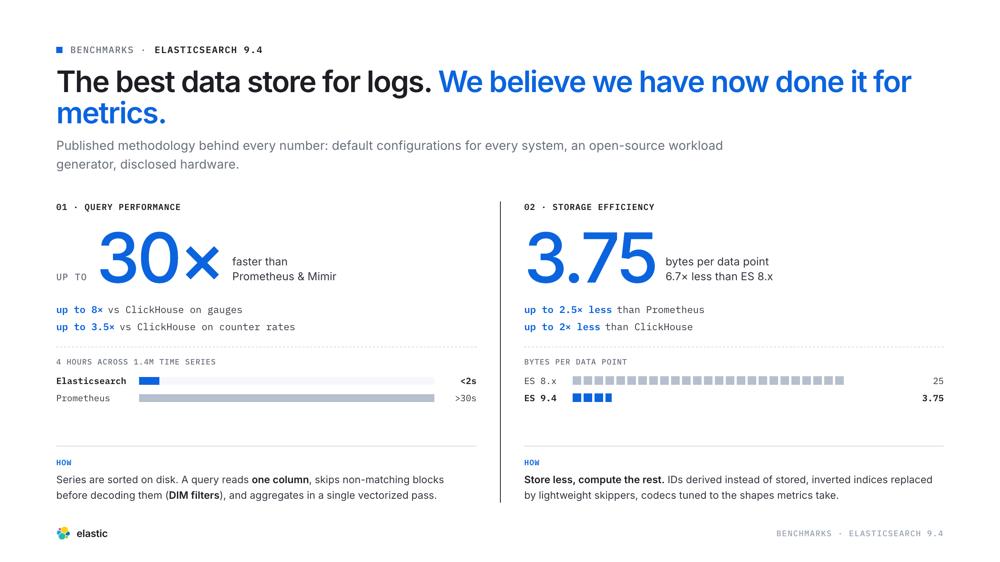 BENCHMARKS · ELASTICSEARCH 9.4
The best data store for logs. We believe we have now done it for
metrics.
Published methodology behind every number: default configurations for every system, an open-source workload
generator, disclosed hardware.
01 · QUERY PERFORMANCE
UP TO 30× faster than
Prometheus & Mimir
up to 8× vs ClickHouse on gauges
up to 3.5× vs ClickHouse on counter rates
4 HOURS ACROSS 1.4M TIME SERIES
Elasticsearch <2s
Prometheus >30s
HOW
Series are sorted on disk. A query reads one column, skips non-matching blocks
before decoding them (DIM filters), and aggregates in a single vectorized pass.
02 · STORAGE EFFICIENCY
3.75 bytes per data point
6.7× less than ES 8.x
up to 2.5× less than Prometheus
up to 2× less than ClickHouse
BYTES PER DATA POINT
ES 8.x 25
ES 9.4 3.75
HOW
Store less, compute the rest. IDs derived instead of stored, inverted indices replaced
by lightweight skippers, codecs tuned to the shapes metrics take.
elastic
BENCHMARKS · ELASTICSEARCH 9.4